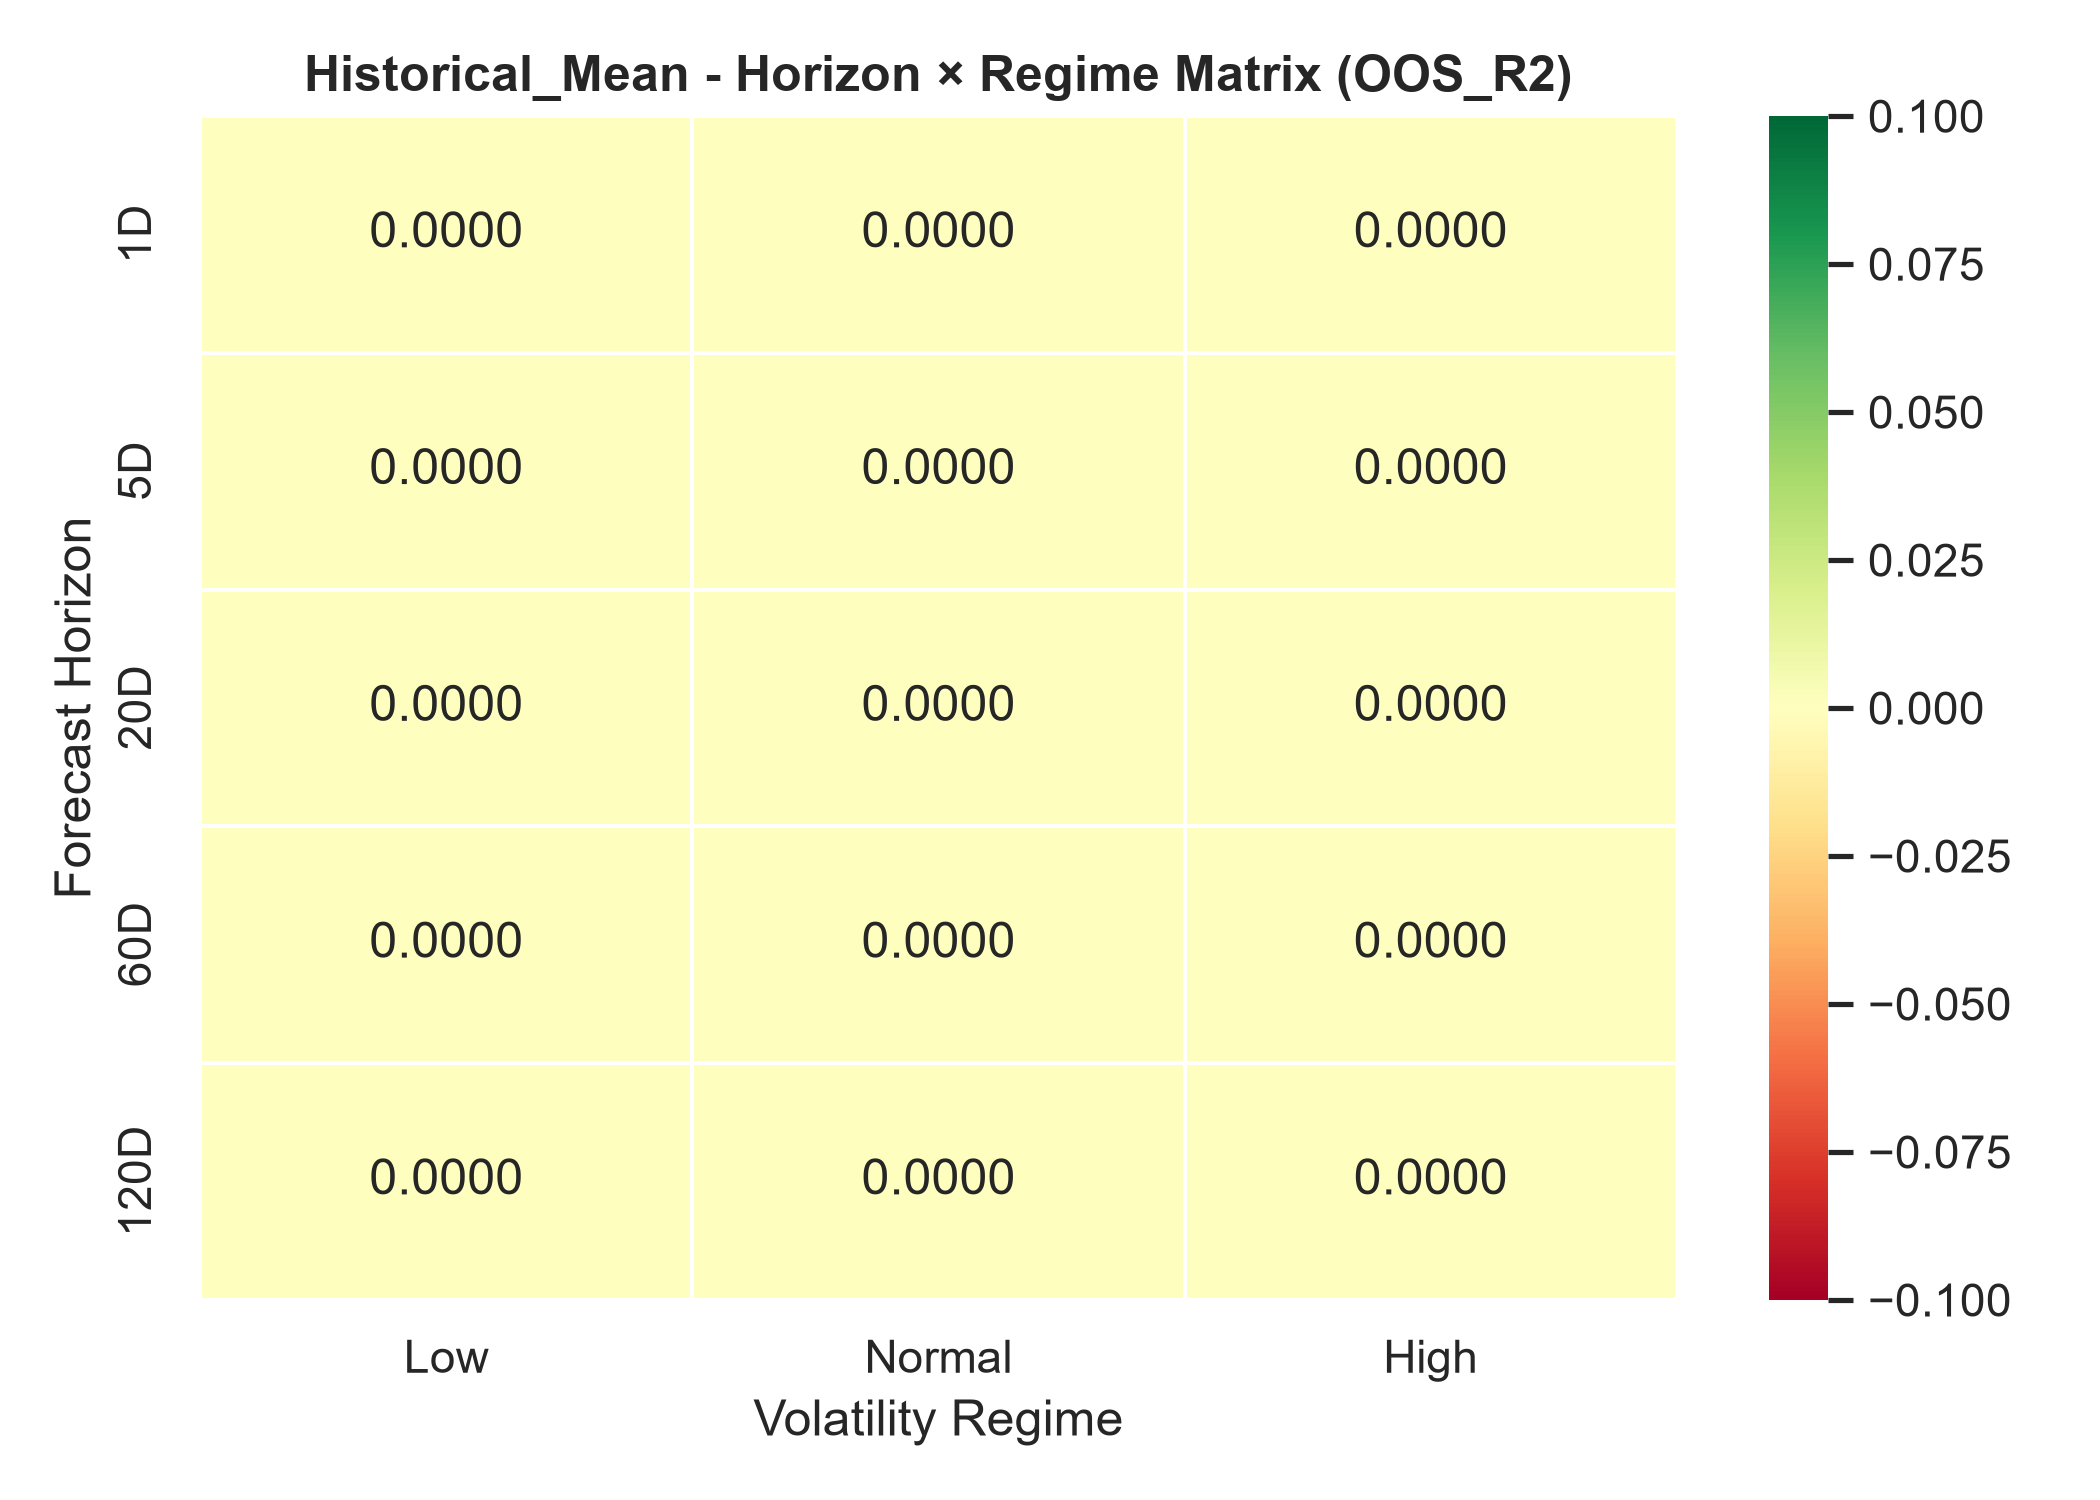 Historical_Mean - Horizon × Regime Matrix (OOS_R2)
Forecast Horizon
1D
0.0000 0.0000 0.0000
5D
0.0000 0.0000 0.0000
20D
0.0000 0.0000 0.0000
60D
0.0000 0.0000 0.0000
120D
0.0000 0.0000 0.0000
Low Normal High
Volatility Regime
0.100
0.075
0.050
0.025
0.000
−0.025
−0.050
−0.075
−0.100